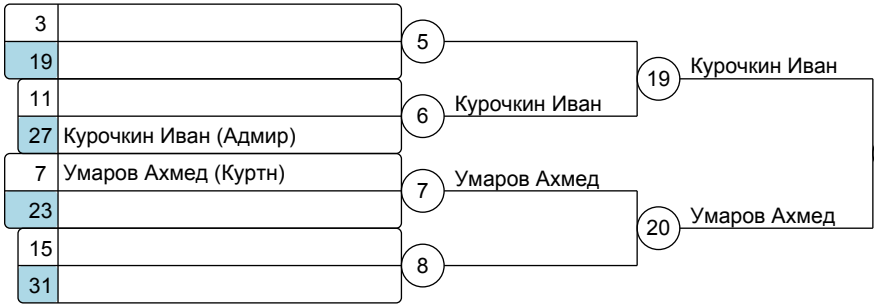 3
5
19
19 Курочкин Иван
11
6 Курочкин Иван
27 Курочкин Иван (Адмир)
7 Умаров Ахмед (Куртн)
7 Умаров Ахмед
23
20 Умаров Ахмед
15
8
31